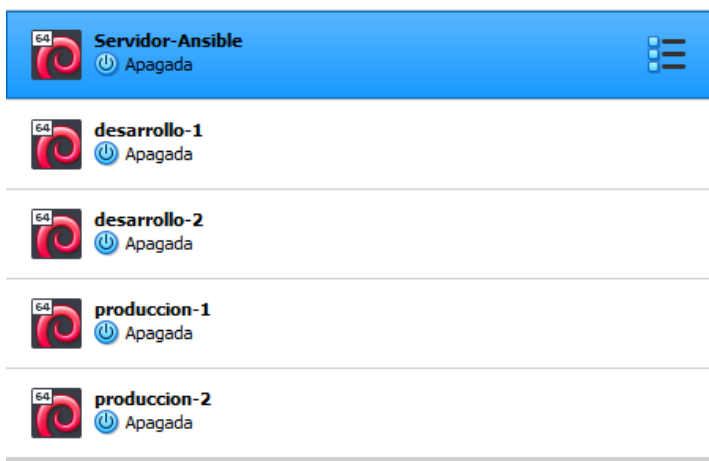 64
Servidor-Ansible
Apagada
64
desarrollo-1
Apagada
64
desarrollo-2
Apagada
64
produccion-1
Apagada
64
produccion-2
Apagada